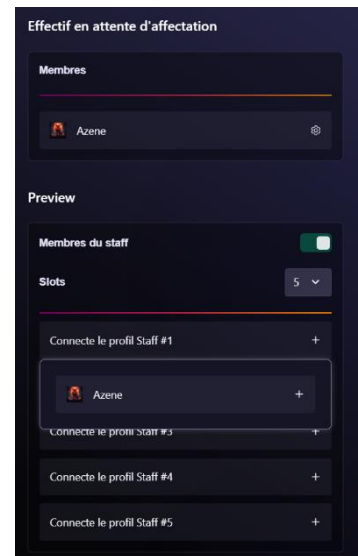 Effectif en attente d'affectation
Membres
Azene
Preview
Membres du staff
Slots
5
Connecte le profil Staff #1
+
Azene
+
Connecte le profil Staff #3
+
Connecte le profil Staff #4
+
Connecte le profil Staff #5
+